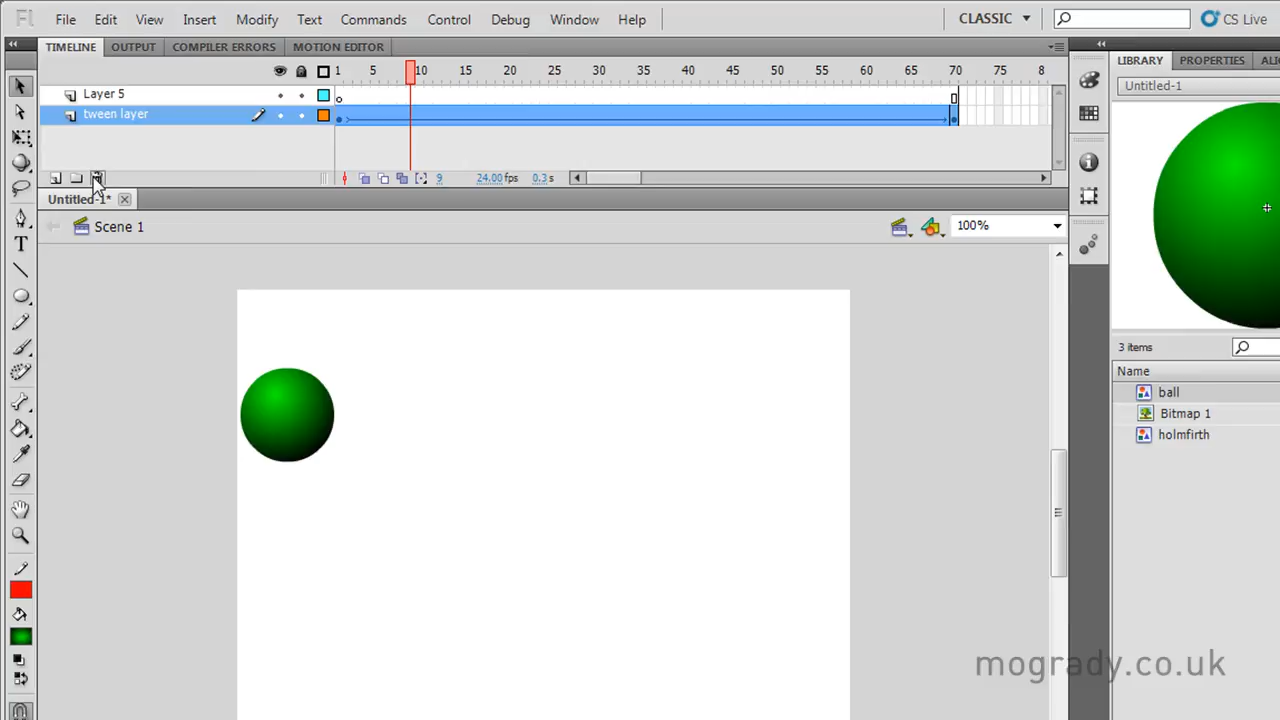 Fl File Edit View Insert Modify Text Commands Control Debug Window Help CLASSIC CS Live
TIMELINE OUTPUT COMPILER ERRORS MOTION EDITOR
1 5 10 15 20 25 30 35 40 45 50 55 60 65 70 75 8
Layer 5
tween layer
9 24.00fps 0.3s
Untitled-1*
Scene 1 100%
LIBRARY PROPERTIES
Untitled-1
3 items
Name
ball
Bitmap 1
holmfirth
mogrady.co.uk